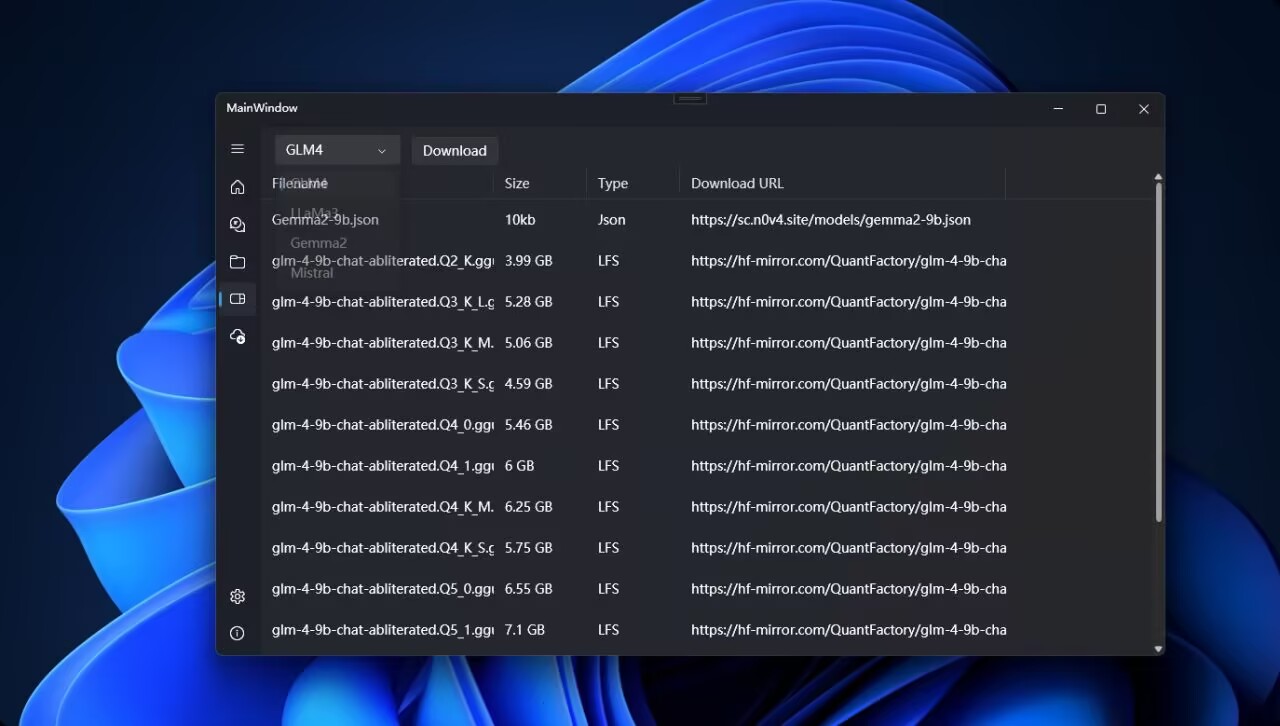 MainWindow
GLM4 Download
Filename Size Type Download URL
GLM4
LLaMa3
Gemma2-9b.json 10kb Json https://sc.n0v4.site/models/gemma2-9b.json
Gemma2
glm-4-9b-chat-abliterated.Q2_K.ggu 3.99 GB LFS https://hf-mirror.com/QuantFactory/glm-4-9b-cha
Mistral
glm-4-9b-chat-abliterated.Q3_K_L.g 5.28 GB LFS https://hf-mirror.com/QuantFactory/glm-4-9b-cha
glm-4-9b-chat-abliterated.Q3_K_M. 5.06 GB LFS https://hf-mirror.com/QuantFactory/glm-4-9b-cha
glm-4-9b-chat-abliterated.Q3_K_S.g 4.59 GB LFS https://hf-mirror.com/QuantFactory/glm-4-9b-cha
glm-4-9b-chat-abliterated.Q4_0.ggu 5.46 GB LFS https://hf-mirror.com/QuantFactory/glm-4-9b-cha
glm-4-9b-chat-abliterated.Q4_1.ggu 6 GB LFS https://hf-mirror.com/QuantFactory/glm-4-9b-cha
glm-4-9b-chat-abliterated.Q4_K_M. 6.25 GB LFS https://hf-mirror.com/QuantFactory/glm-4-9b-cha
glm-4-9b-chat-abliterated.Q4_K_S.g 5.75 GB LFS https://hf-mirror.com/QuantFactory/glm-4-9b-cha
glm-4-9b-chat-abliterated.Q5_0.ggu 6.55 GB LFS https://hf-mirror.com/QuantFactory/glm-4-9b-cha
glm-4-9b-chat-abliterated.Q5_1.ggu 7.1 GB LFS https://hf-mirror.com/QuantFactory/glm-4-9b-cha